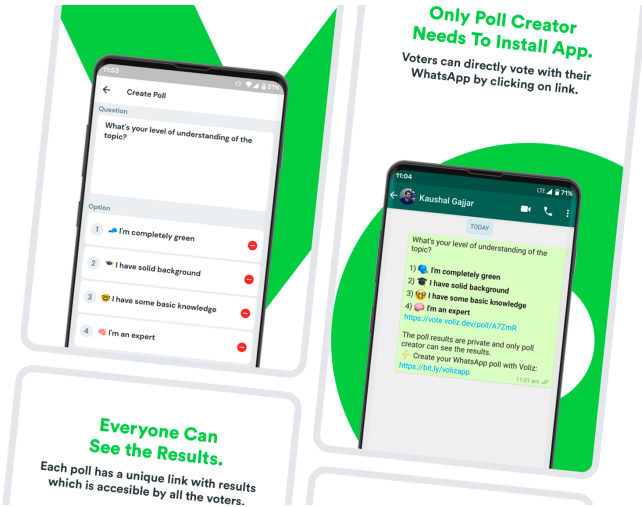 11:53
51%
Create Poll
Question
What's your level of understanding of the
topic?
Option
1 I'm completely green
2 I have solid background
3 I have some basic knowledge
4 I'm an expert
Everyone Can
See the Results.
Each poll has a unique link with results
which is accesible by all the voters.
Only Poll Creator
Needs To Install App.
Voters can directly vote with their
WhatsApp by clicking on link.
11:04
LTE 71%
Kaushal Gajjar
TODAY
What's your level of understanding of the
topic?
1) I'm completely green
2) I have solid background
3) I have some basic knowledge
4) I'm an expert
https://vote.voliz.dev/poll/A7ZmR
The poll results are private and only poll
creator can see the results.
Create your WhatsApp poll with Voliz:
https://bit.ly/volizapp
11:01 am